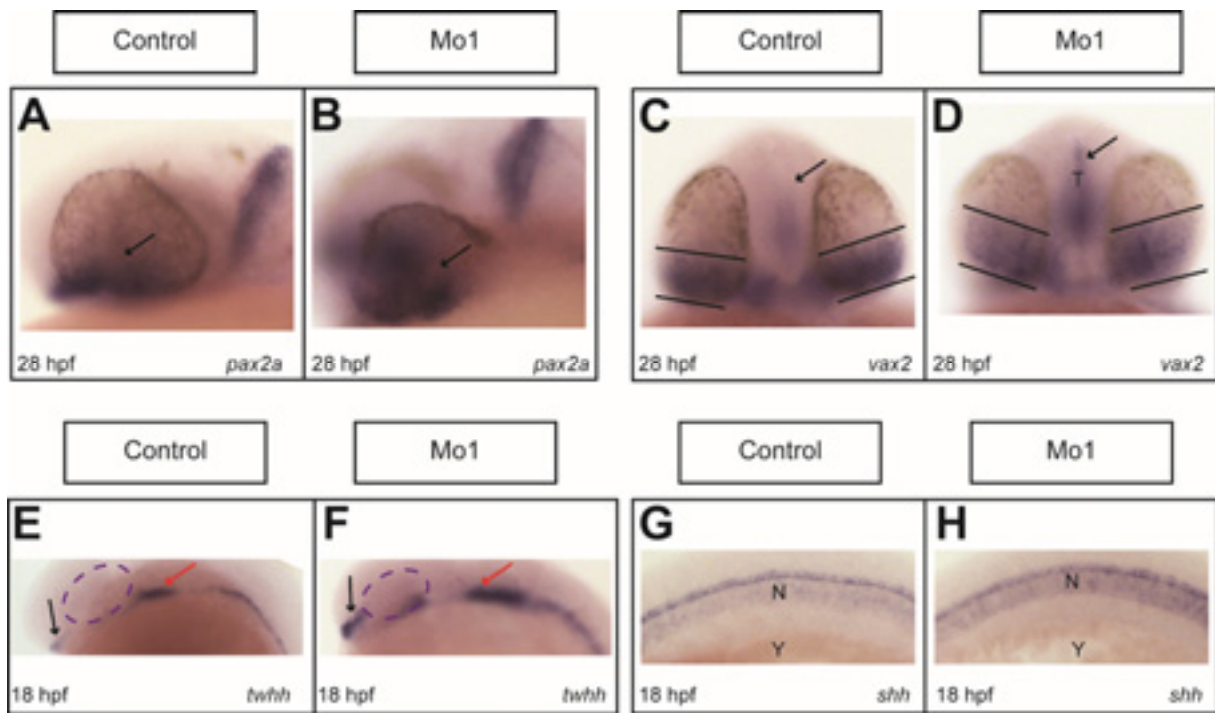 Control
Mo1
Control
Mo1
A
B
C
D
T
28 hpf
pax2a
28 hpf
pax2a
28 hpf
vax2
28 hpf
vax2
Control
Mo1
Control
Mo1
E
F
G
H
N
N
Y
Y
18 hpf
twhh
18 hpf
twhh
18 hpf
shh
18 hpf
shh